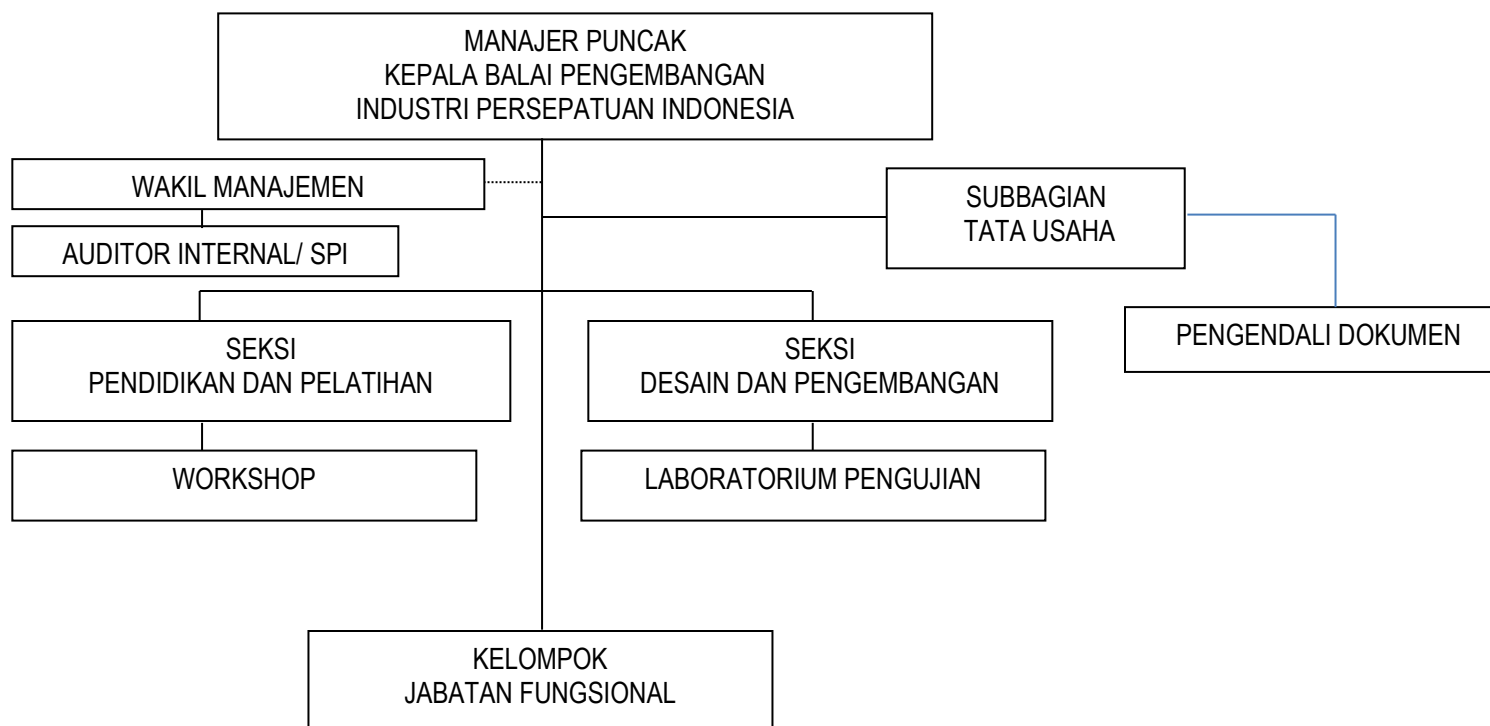 MANAJER PUNCAK
KEPALA BALAI PENGEMBANGAN
INDUSTRI PERSEPATUAN INDONESIA
WAKIL MANAJEMEN
AUDITOR INTERNAL/ SPI
SUBBAGIAN
TATA USAHA
PENGENDALI DOKUMEN
SEKSI
PENDIDIKAN DAN PELATIHAN
SEKSI
DESAIN DAN PENGEMBANGAN
WORKSHOP
LABORATORIUM PENGUJIAN
KELOMPOK
JABATAN FUNGSIONAL